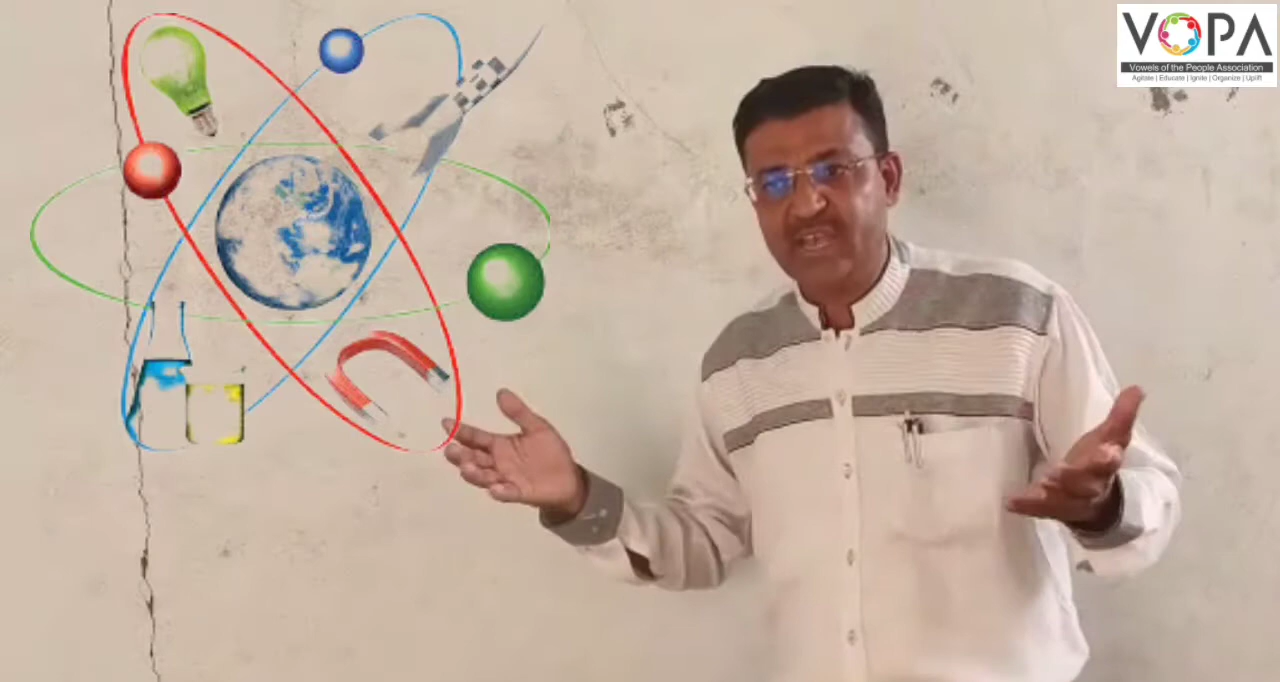 VOPA
Vowels of the People Association
Agitate | Educate | Ignite | Organize | Uplift